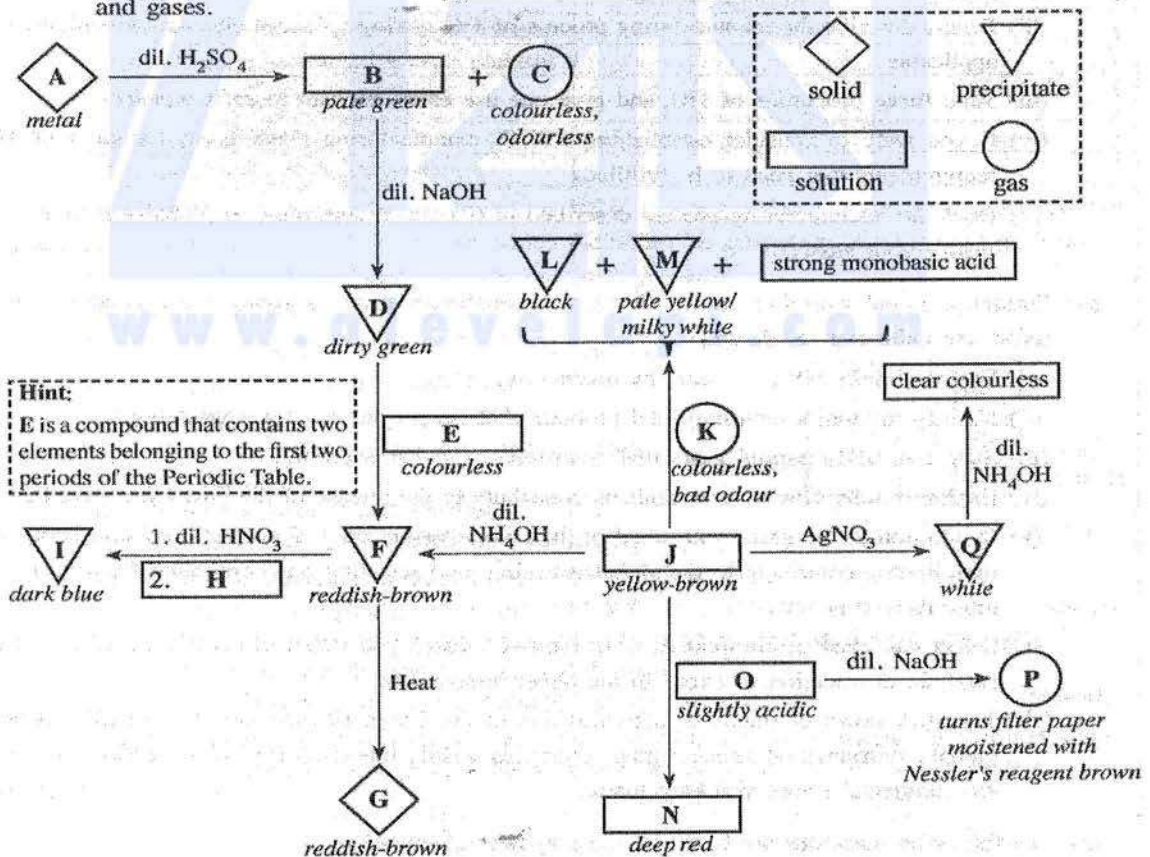 and gases.
A
metal
dil. H₂SO₄
B
pale green
+
C
colourless,
odourless
solid
precipitate
solution
gas
dil. NaOH
D
dirty green
L
black
+
M
pale yellow/
milky white
+
strong monobasic acid
Hint:
E is a compound that contains two
elements belonging to the first two
periods of the Periodic Table.
E
colourless
K
colourless,
bad odour
clear colourless
dil.
NH₄OH
I
dark blue
1. dil. HNO₃
2. H
F
reddish-brown
dil.
NH₄OH
J
yellow-brown
AgNO₃
Q
white
Heat
O
slightly acidic
dil. NaOH
P
turns filter paper
moistened with
Nessler's reagent brown
G
reddish-brown
N
deep red